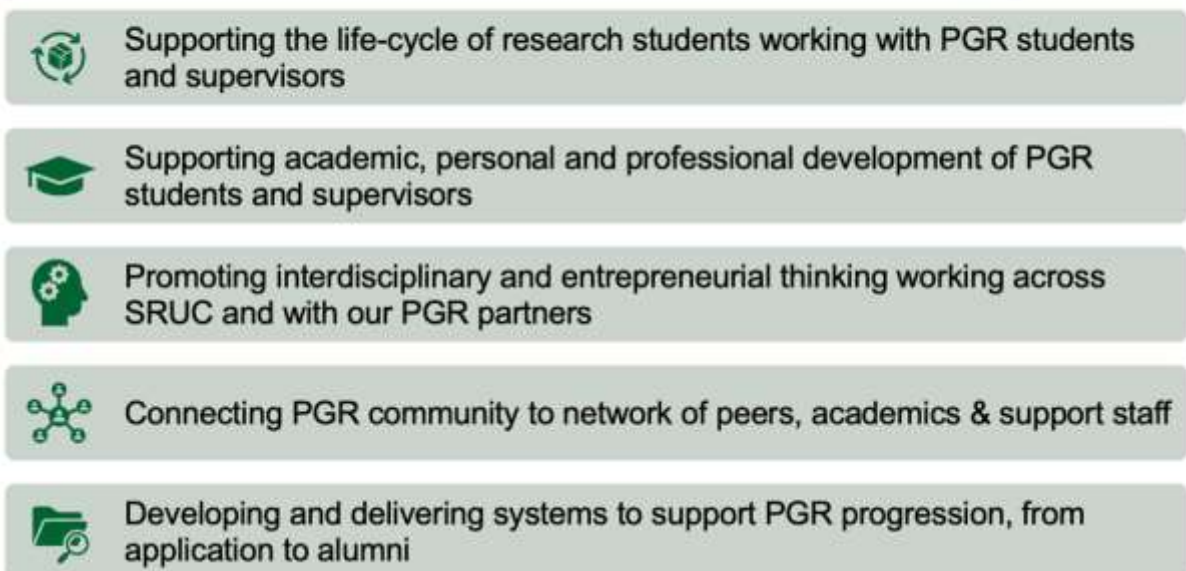 Supporting the life-cycle of research students working with PGR students
and supervisors
Supporting academic, personal and professional development of PGR
students and supervisors
Promoting interdisciplinary and entrepreneurial thinking working across
SRUC and with our PGR partners
Connecting PGR community to network of peers, academics & support staff
Developing and delivering systems to support PGR progression, from
application to alumni